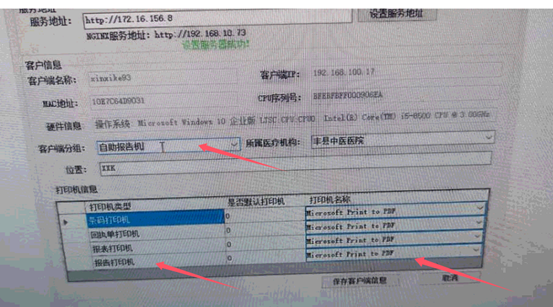 服务地址
服务地址： http://172.16.156.8 设置服务地址
NGINX服务地址：http://192.168.10.73
设置服务器成功!
客户信息
客户端名称： xinxike93 客户端IP： 192.168.100.17
MAC地址： 10E7C64D9031 CPU序列号： BFEBFBFF000906EA
硬件信息 操作系统：Microsoft Windows 10 企业版 LTSC CPU:CPU0 Intel(R) Core(TM) i5-8500 CPU @ 3.00GHz
客户端分组： 自助报告机 所属医疗机构： 丰县中医医院
位置： XXK
打印机信息
打印机类型 是否默认打印机 打印机名称
条码打印机 0 Microsoft Print to PDF
回执单打印机 0 Microsoft Print to PDF
报表打印机 0 Microsoft Print to PDF
报告打印机 0 Microsoft Print to PDF
保存客户端信息 取消